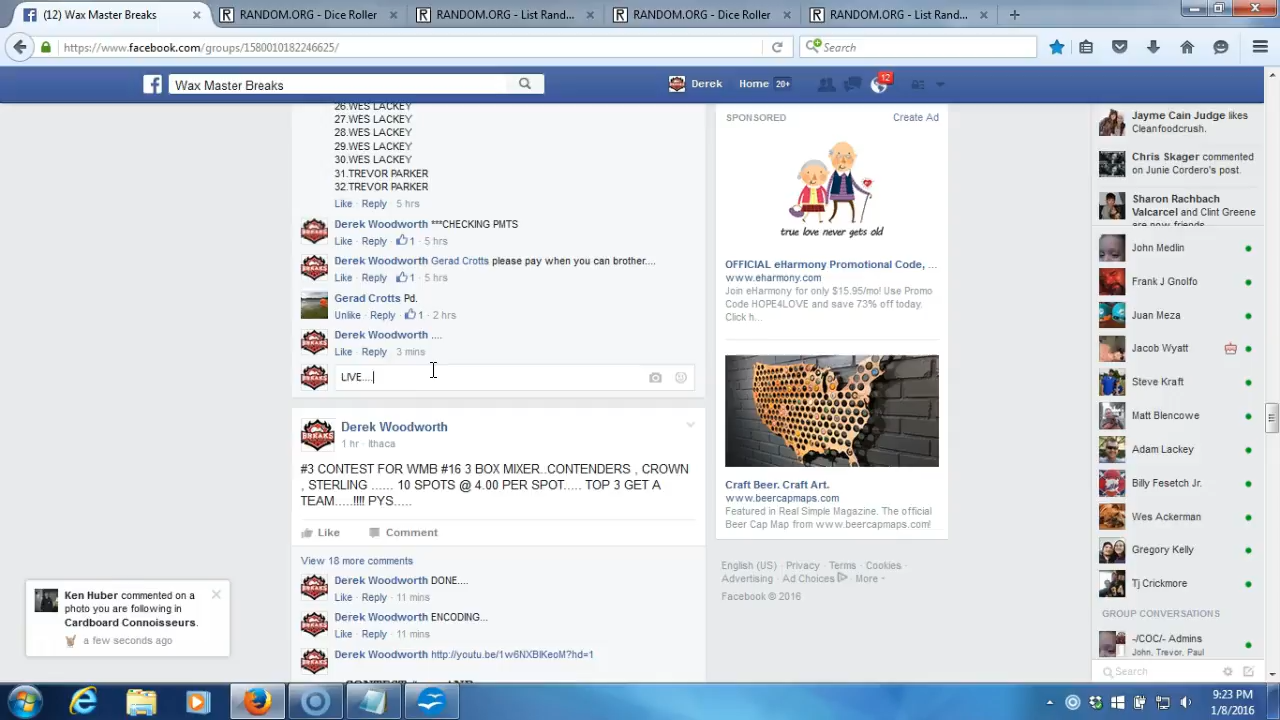 (12) Wax Master Breaks
RANDOM.ORG - Dice Roller
RANDOM.ORG - List Rand...
RANDOM.ORG - Dice Roller
RANDOM.ORG - List Rand...
https://www.facebook.com/groups/1580010182246625/
Search
Wax Master Breaks
Derek
Home 20+
12
26.WES LACKEY
27.WES LACKEY
28.WES LACKEY
29.WES LACKEY
30.WES LACKEY
31.TREVOR PARKER
32.TREVOR PARKER
Like · Reply · 5 hrs
Derek Woodworth ***CHECKING PMTS
Like · Reply · 1 · 5 hrs
Derek Woodworth Gerad Crotts please pay when you can brother....
Like · Reply · 1 · 5 hrs
Gerad Crotts Pd.
Unlike · Reply · 1 · 2 hrs
Derek Woodworth ....
Like · Reply · 3 mins
LIVE....
BREAKS
Derek Woodworth
1 hr · Ithaca
#3 CONTEST FOR WMB #16 3 BOX MIXER..CONTENDERS , CROWN
, STERLING ...... 10 SPOTS @ 4.00 PER SPOT..... TOP 3 GET A
TEAM.....!!!! PYS.....
Like
Comment
View 18 more comments
Derek Woodworth DONE....
Like · Reply · 11 mins
Derek Woodworth ENCODING...
Like · Reply · 11 mins
Derek Woodworth http://youtu.be/1w6NXBlKeoM?hd=1
SPONSORED
Create Ad
true love never gets old
OFFICIAL eHarmony Promotional Code, ...
www.eharmony.com
Join eHarmony for only $15.95/mo! Use Promo
Code HOPE4LOVE and save 73% off today.
Click h...
Craft Beer. Craft Art.
www.beercapmaps.com
Featured in Real Simple Magazine. The official
Beer Cap Map from www.beercapmaps.com!
English (US) · Privacy · Terms · Cookies ·
Advertising · Ad Choices · More
Facebook © 2016
Jayme Cain Judge likes
Cleanfoodcrush.
Chris Skager commented
on Junie Cordero's post.
Sharon Rachbach
Valcarcel and Clint Greene
are now friends.
John Medlin
Frank J Gnolfo
Juan Meza
Jacob Wyatt
Steve Kraft
Matt Blencowe
Adam Lackey
Billy Fesetch Jr.
Wes Ackerman
Gregory Kelly
Tj Crickmore
GROUP CONVERSATIONS
-/COC/- Admins
John, Trevor, Paul
Search
Ken Huber commented on a
photo you are following in
Cardboard Connoisseurs.
a few seconds ago
9:23 PM
1/8/2016